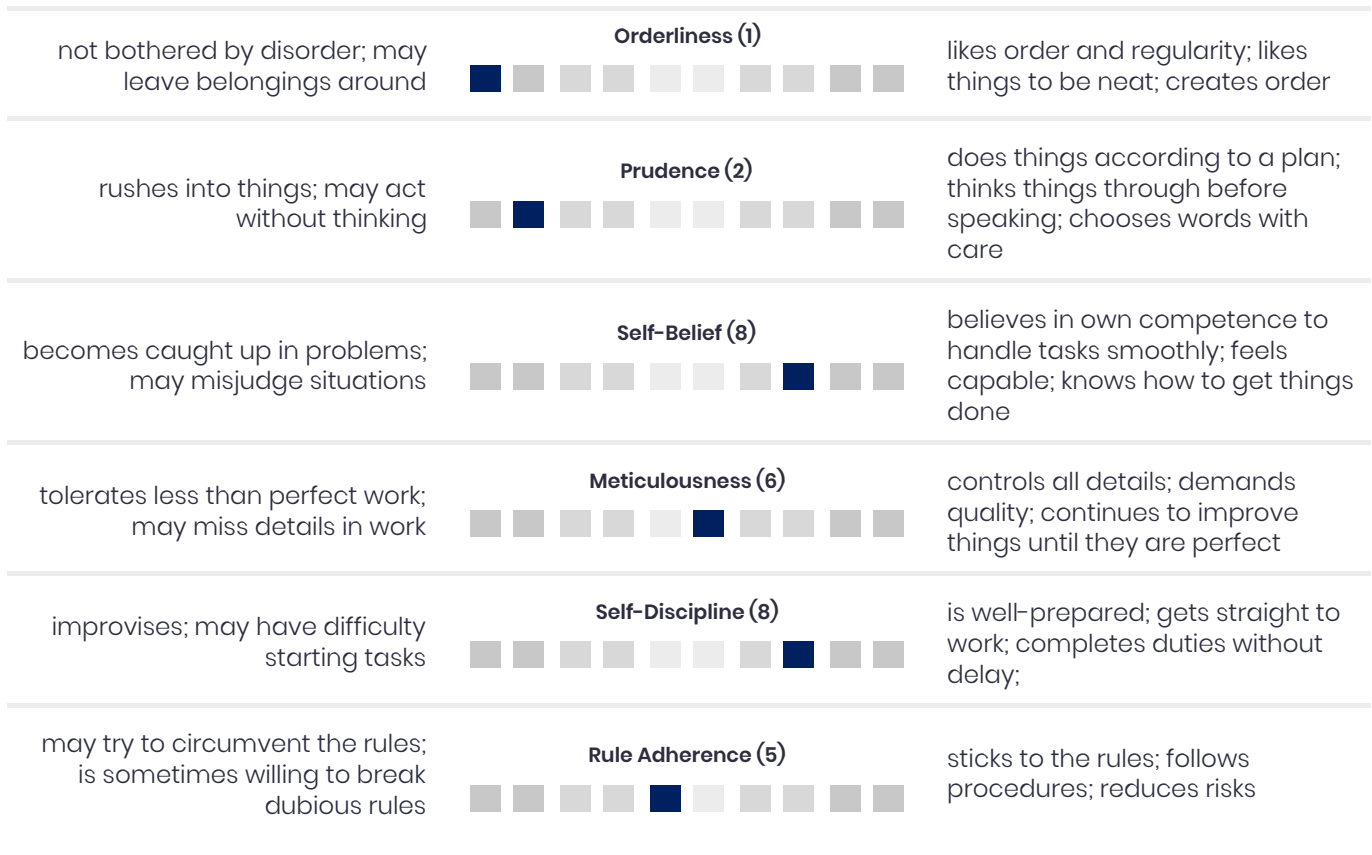 Orderliness (1)
not bothered by disorder; may
leave belongings around
likes order and regularity; likes
things to be neat; creates order
Prudence (2)
rushes into things; may act
without thinking
does things according to a plan;
thinks things through before
speaking; chooses words with
care
Self-Belief (8)
becomes caught up in problems;
may misjudge situations
believes in own competence to
handle tasks smoothly; feels
capable; knows how to get things
done
Meticulousness (6)
tolerates less than perfect work;
may miss details in work
controls all details; demands
quality; continues to improve
things until they are perfect
Self-Discipline (8)
improvises; may have difficulty
starting tasks
is well-prepared; gets straight to
work; completes duties without
delay;
Rule Adherence (5)
may try to circumvent the rules;
is sometimes willing to break
dubious rules
sticks to the rules; follows
procedures; reduces risks